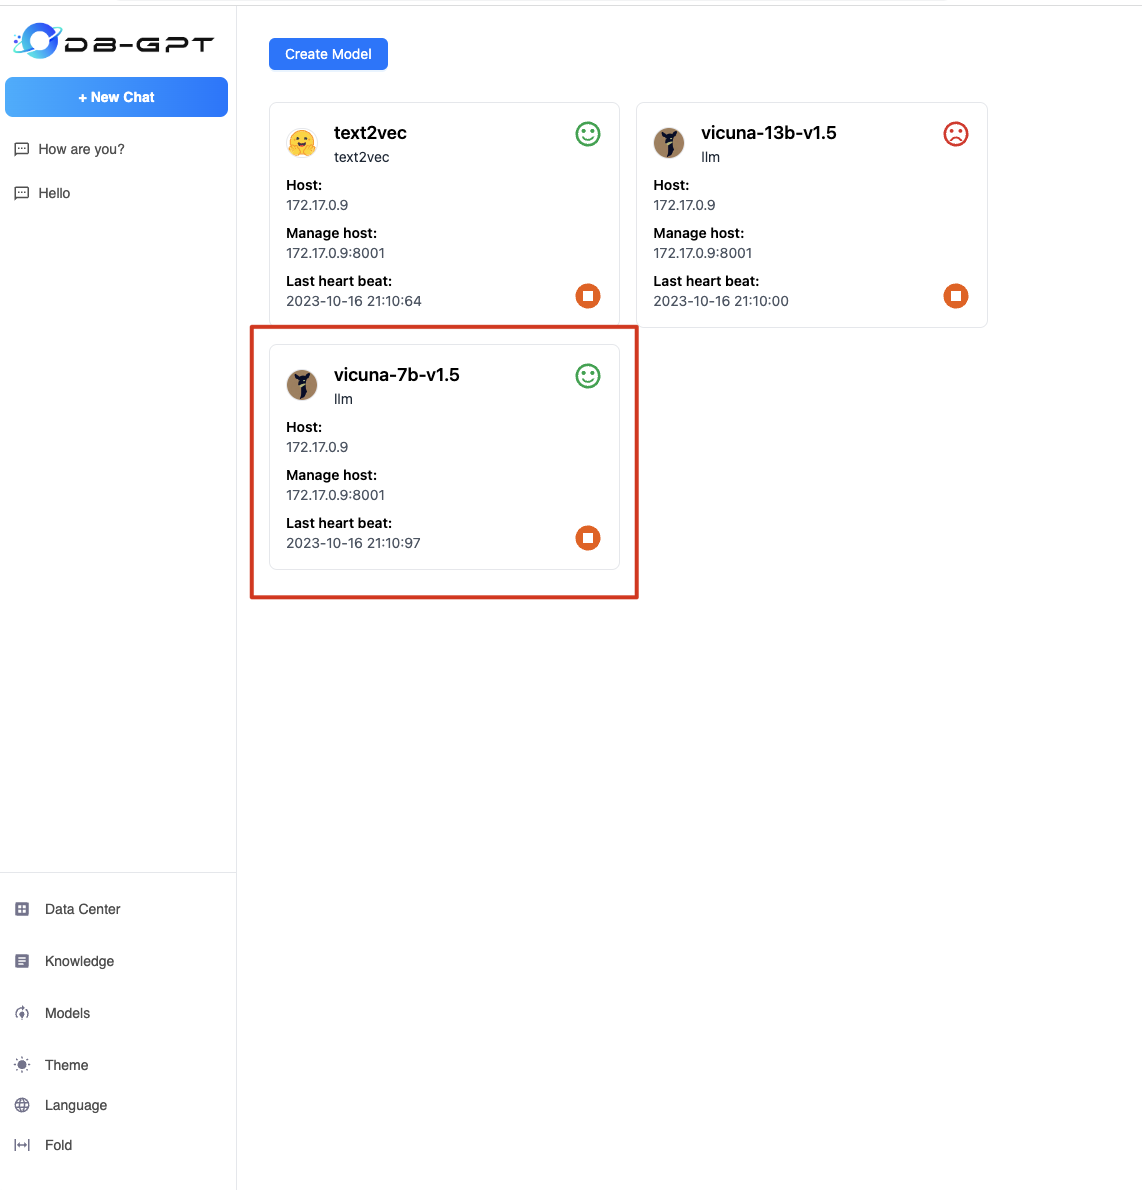 DB-GPT
+ New Chat
How are you?
Hello
Create Model
text2vec
text2vec
Host:
172.17.0.9
Manage host:
172.17.0.9:8001
Last heart beat:
2023-10-16 21:10:64
vicuna-13b-v1.5
llm
Host:
172.17.0.9
Manage host:
172.17.0.9:8001
Last heart beat:
2023-10-16 21:10:00
vicuna-7b-v1.5
llm
Host:
172.17.0.9
Manage host:
172.17.0.9:8001
Last heart beat:
2023-10-16 21:10:97
Data Center
Knowledge
Models
Theme
Language
Fold